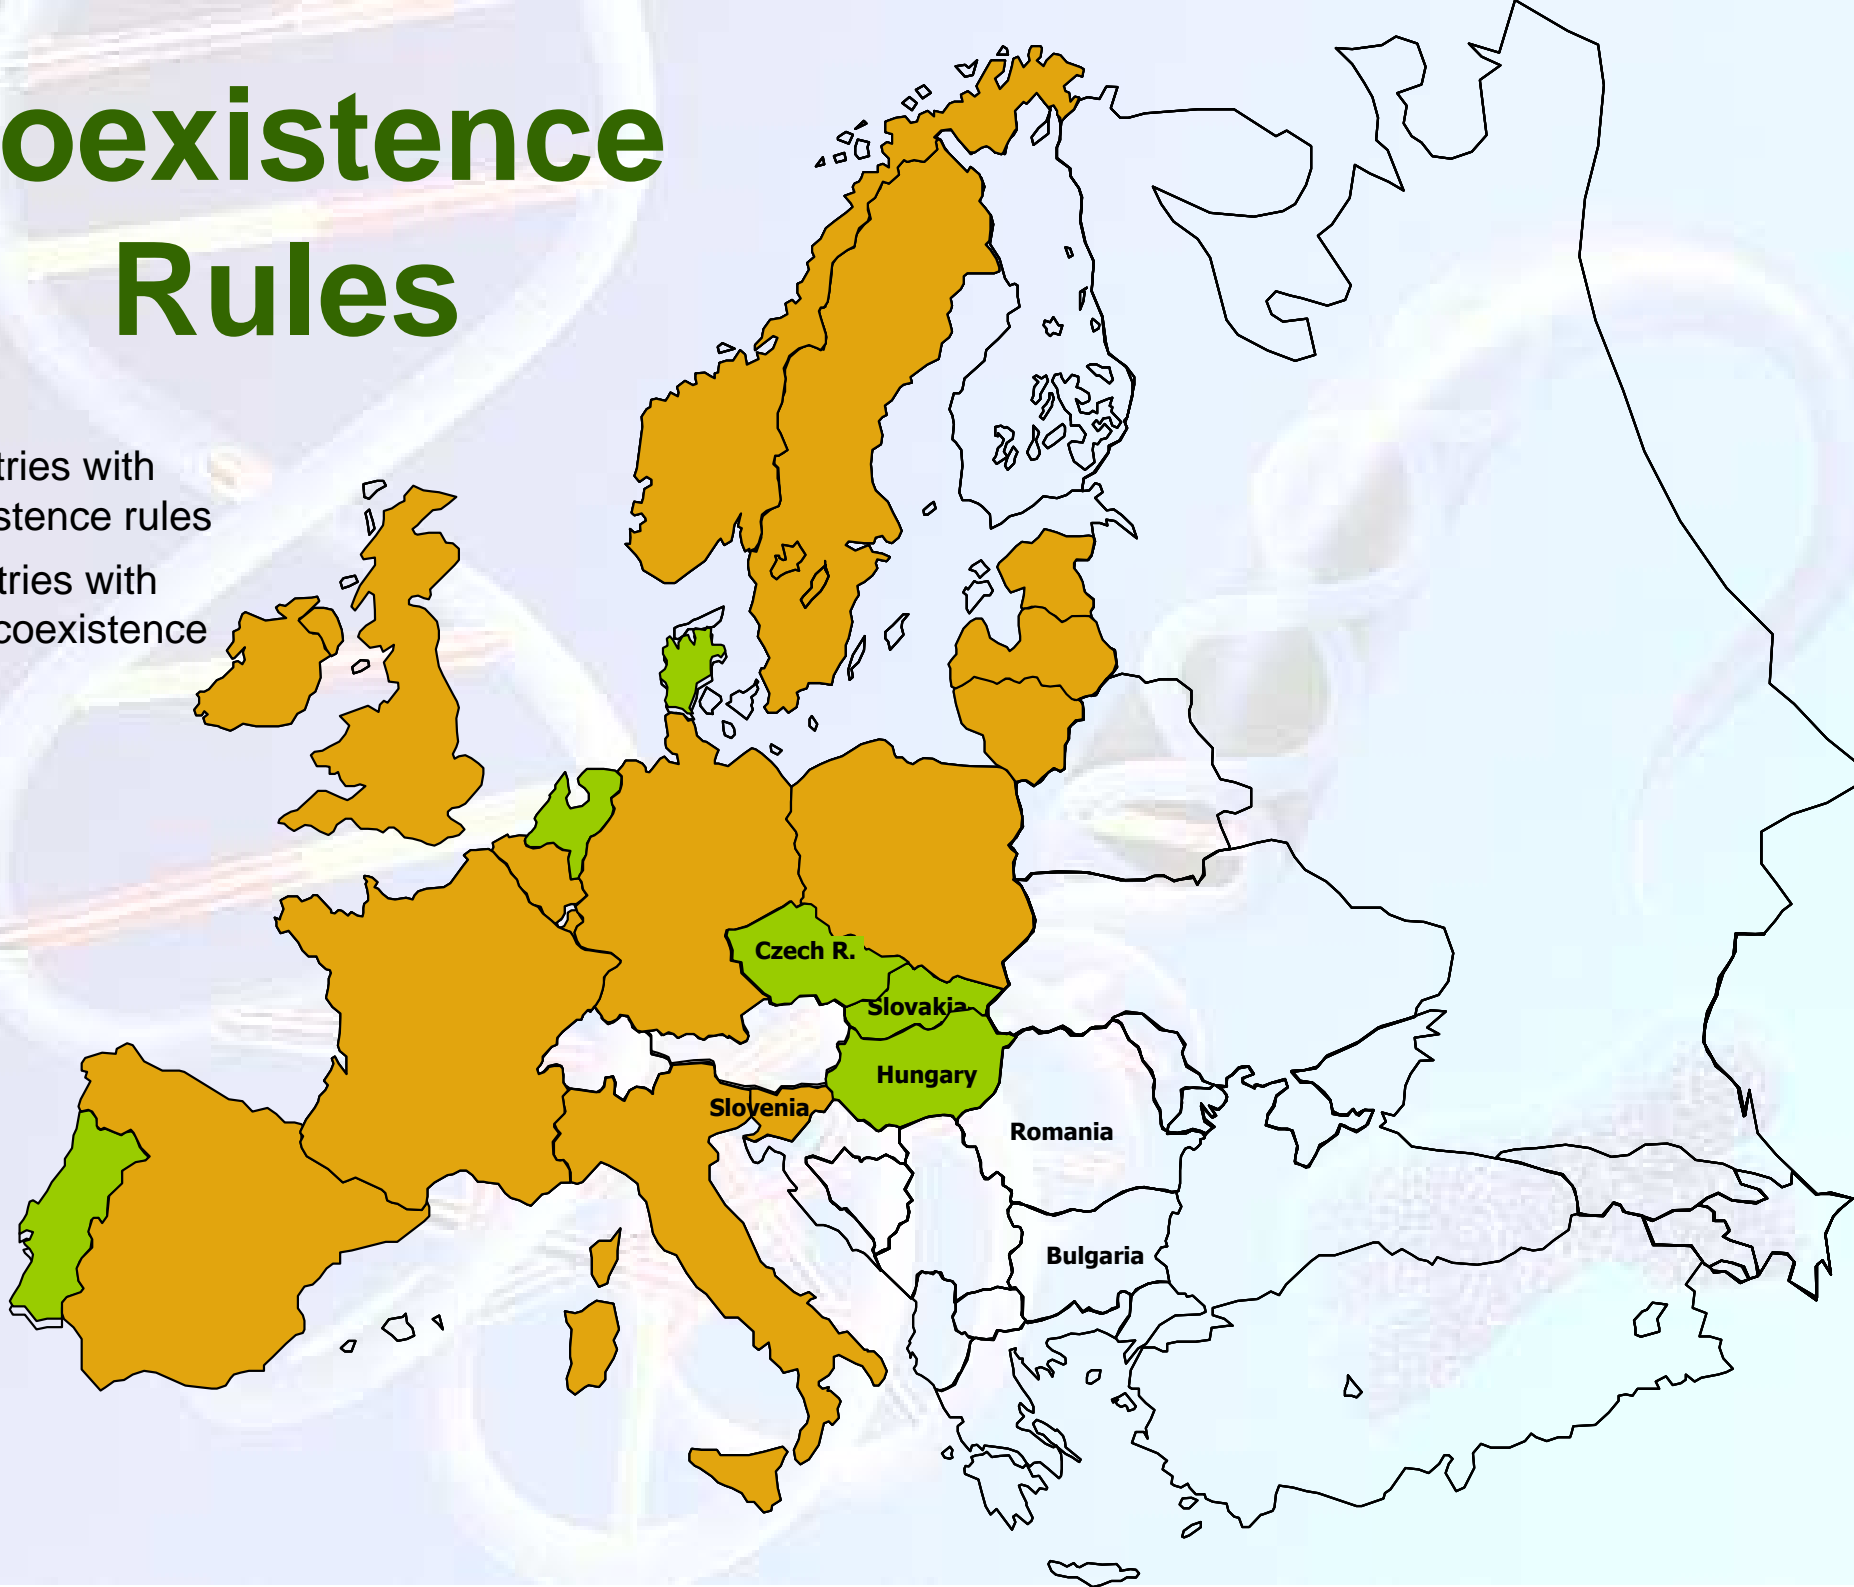 oexistence
Rules
tries with
stence rules
tries with
coexistence
Czech R.
Slovakia
Hungary
Slovenia
Romania
Bulgaria